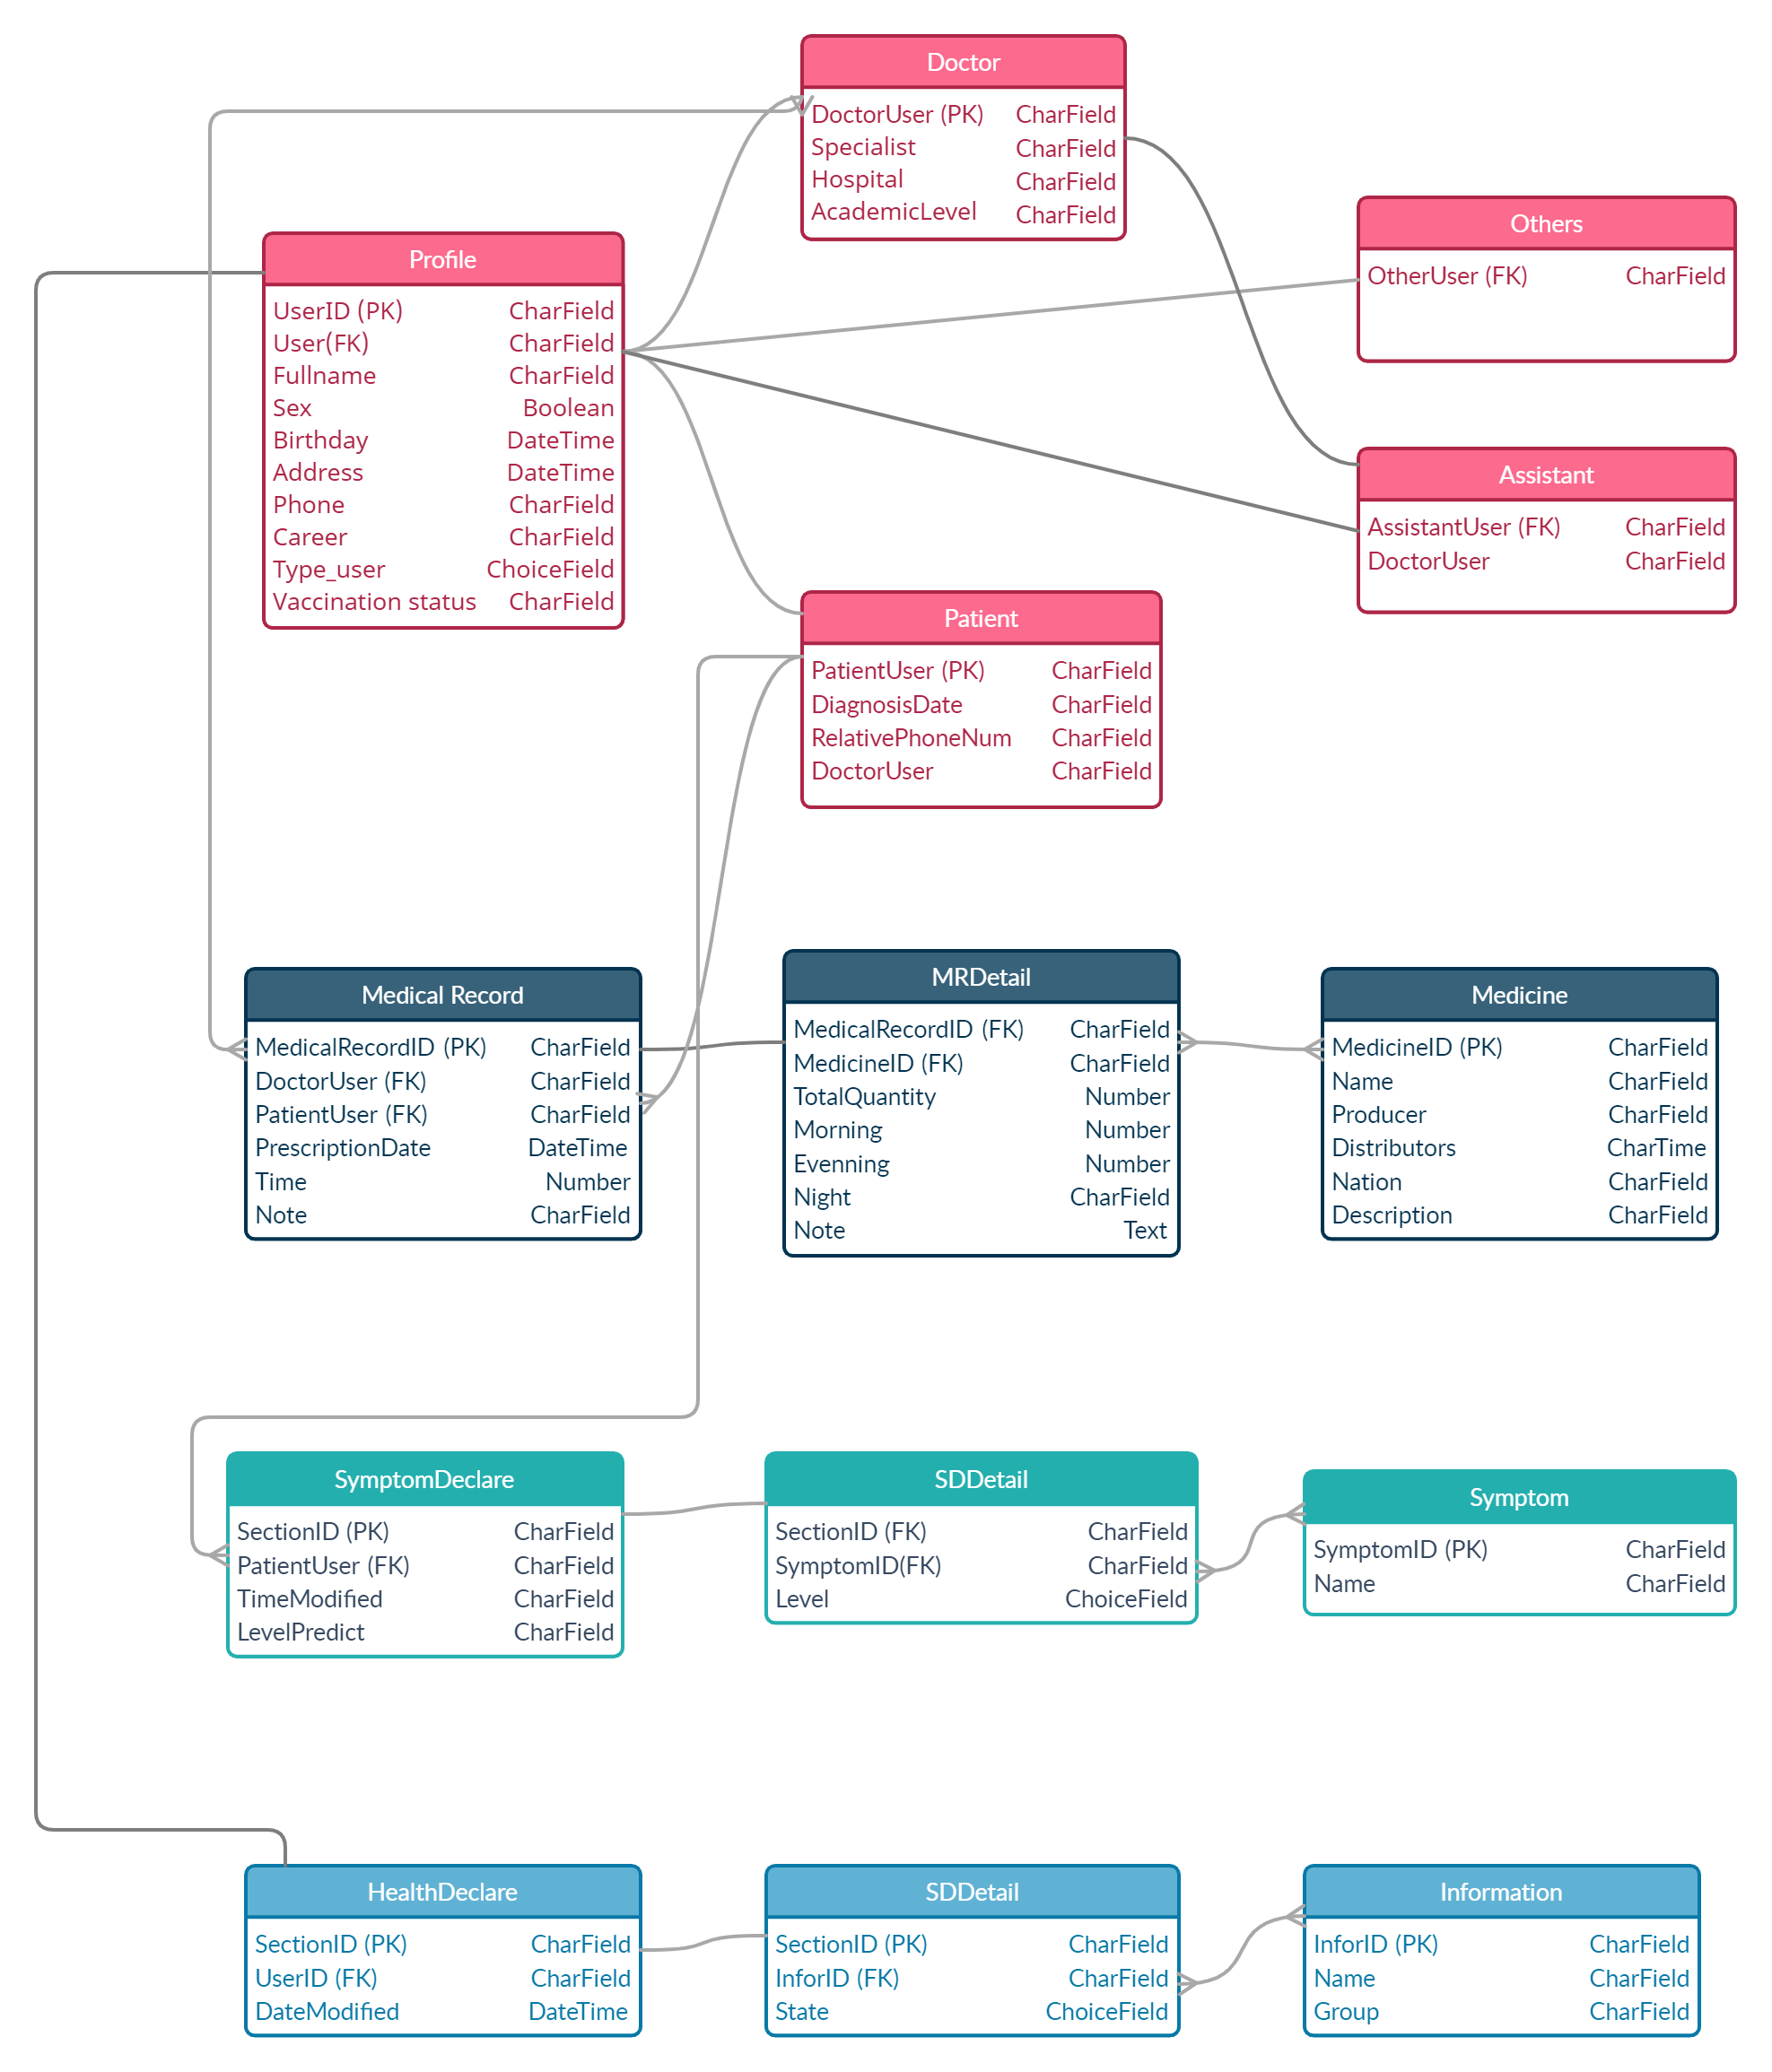 Doctor
DoctorUser (PK) CharField
Specialist CharField
Hospital CharField
AcademicLevel CharField
Others
OtherUser (FK) CharField
Profile
UserID (PK) CharField
User(FK) CharField
Fullname CharField
Sex Boolean
Birthday DateTime
Address DateTime
Phone CharField
Career CharField
Type_user ChoiceField
Vaccination status CharField
Assistant
AssistantUser (FK) CharField
DoctorUser CharField
Patient
PatientUser (PK) CharField
DiagnosisDate CharField
RelativePhoneNum CharField
DoctorUser CharField
Medical Record
MedicalRecordID (PK) CharField
DoctorUser (FK) CharField
PatientUser (FK) CharField
PrescriptionDate DateTime
Time Number
Note CharField
MRDetail
MedicalRecordID (FK) CharField
MedicineID (FK) CharField
TotalQuantity Number
Morning Number
Evenning Number
Night CharField
Note Text
Medicine
MedicineID (PK) CharField
Name CharField
Producer CharField
Distributors CharTime
Nation CharField
Description CharField
SymptomDeclare
SectionID (PK) CharField
PatientUser (FK) CharField
TimeModified CharField
LevelPredict CharField
SDDetail
SectionID (FK) CharField
SymptomID(FK) CharField
Level ChoiceField
Symptom
SymptomID (PK) CharField
Name CharField
HealthDeclare
SectionID (PK) CharField
UserID (FK) CharField
DateModified DateTime
SDDetail
SectionID (PK) CharField
InforID (FK) CharField
State ChoiceField
Information
InforID (PK) CharField
Name CharField
Group CharField